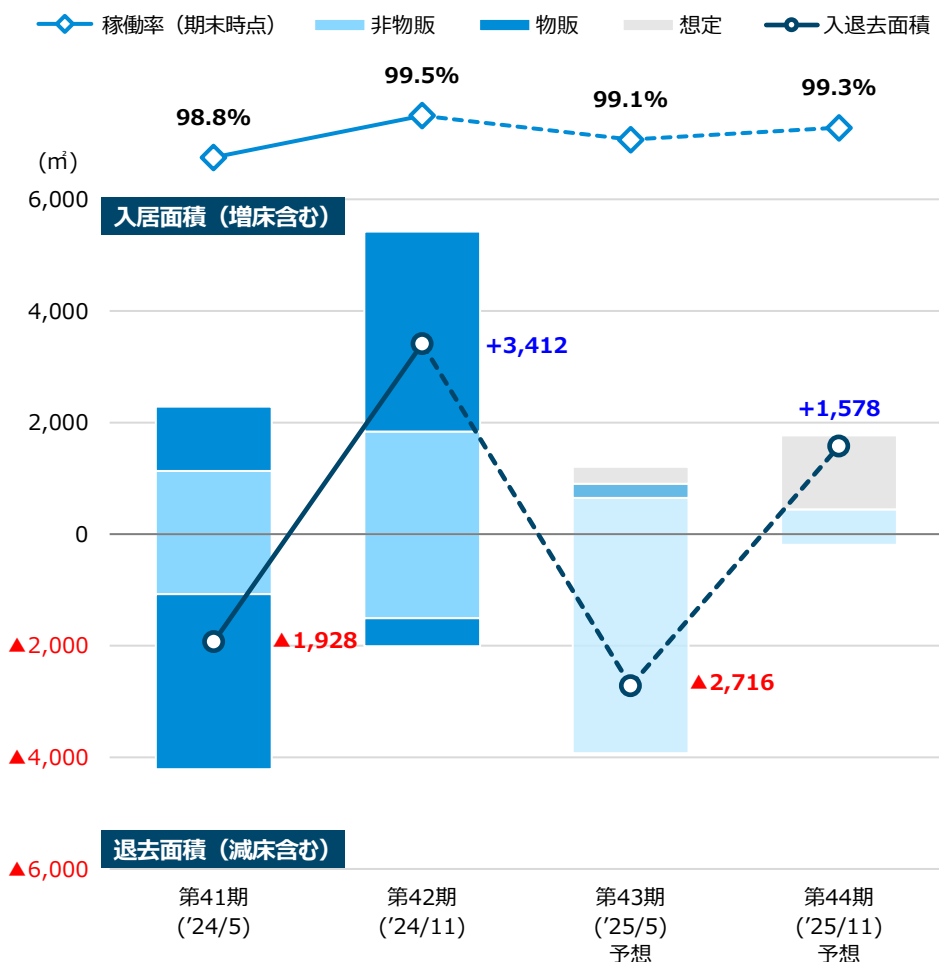 稼働率（期末時点） 非物販 物販 想定 入退去面積
98.8% 99.5% 99.1% 99.3%
(㎡)
6,000
入居面積（増床含む）
4,000
+3,412
2,000
+1,578
0
▲2,000
▲1,928
▲2,716
▲4,000
退去面積（減床含む）
▲6,000
第41期 第42期 第43期 第44期
(’24/5) (’24/11) (’25/5) (’25/11)
予想 予想